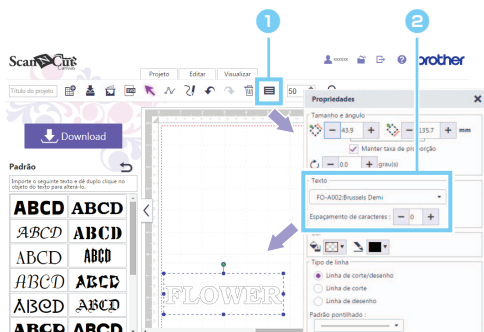 1
2
ScanNCut
Canvas
brother
Projeto Editar Visualizar
Título do projeto
50
Download
Padrão
Importe o seguinte texto e dê duplo clique no
objeto do texto para alterá-lo.
ABCD ABCD
ABCD ABCD
ABCD ABCD
ABCD ABCD
ABCD ABCD
ABCD ABCD
FLOWER
Propriedades
Tamanho e ângulo
43.9 135.7 mm
Manter taxa de proporção
0.0 grau(s)
Texto
FO-A002:Brussels Demi
Espaçamento de caracteres : 0
Tipo de linha
Linha de corte/desenho
Linha de corte
Linha de desenho
Padrão pontilhado :